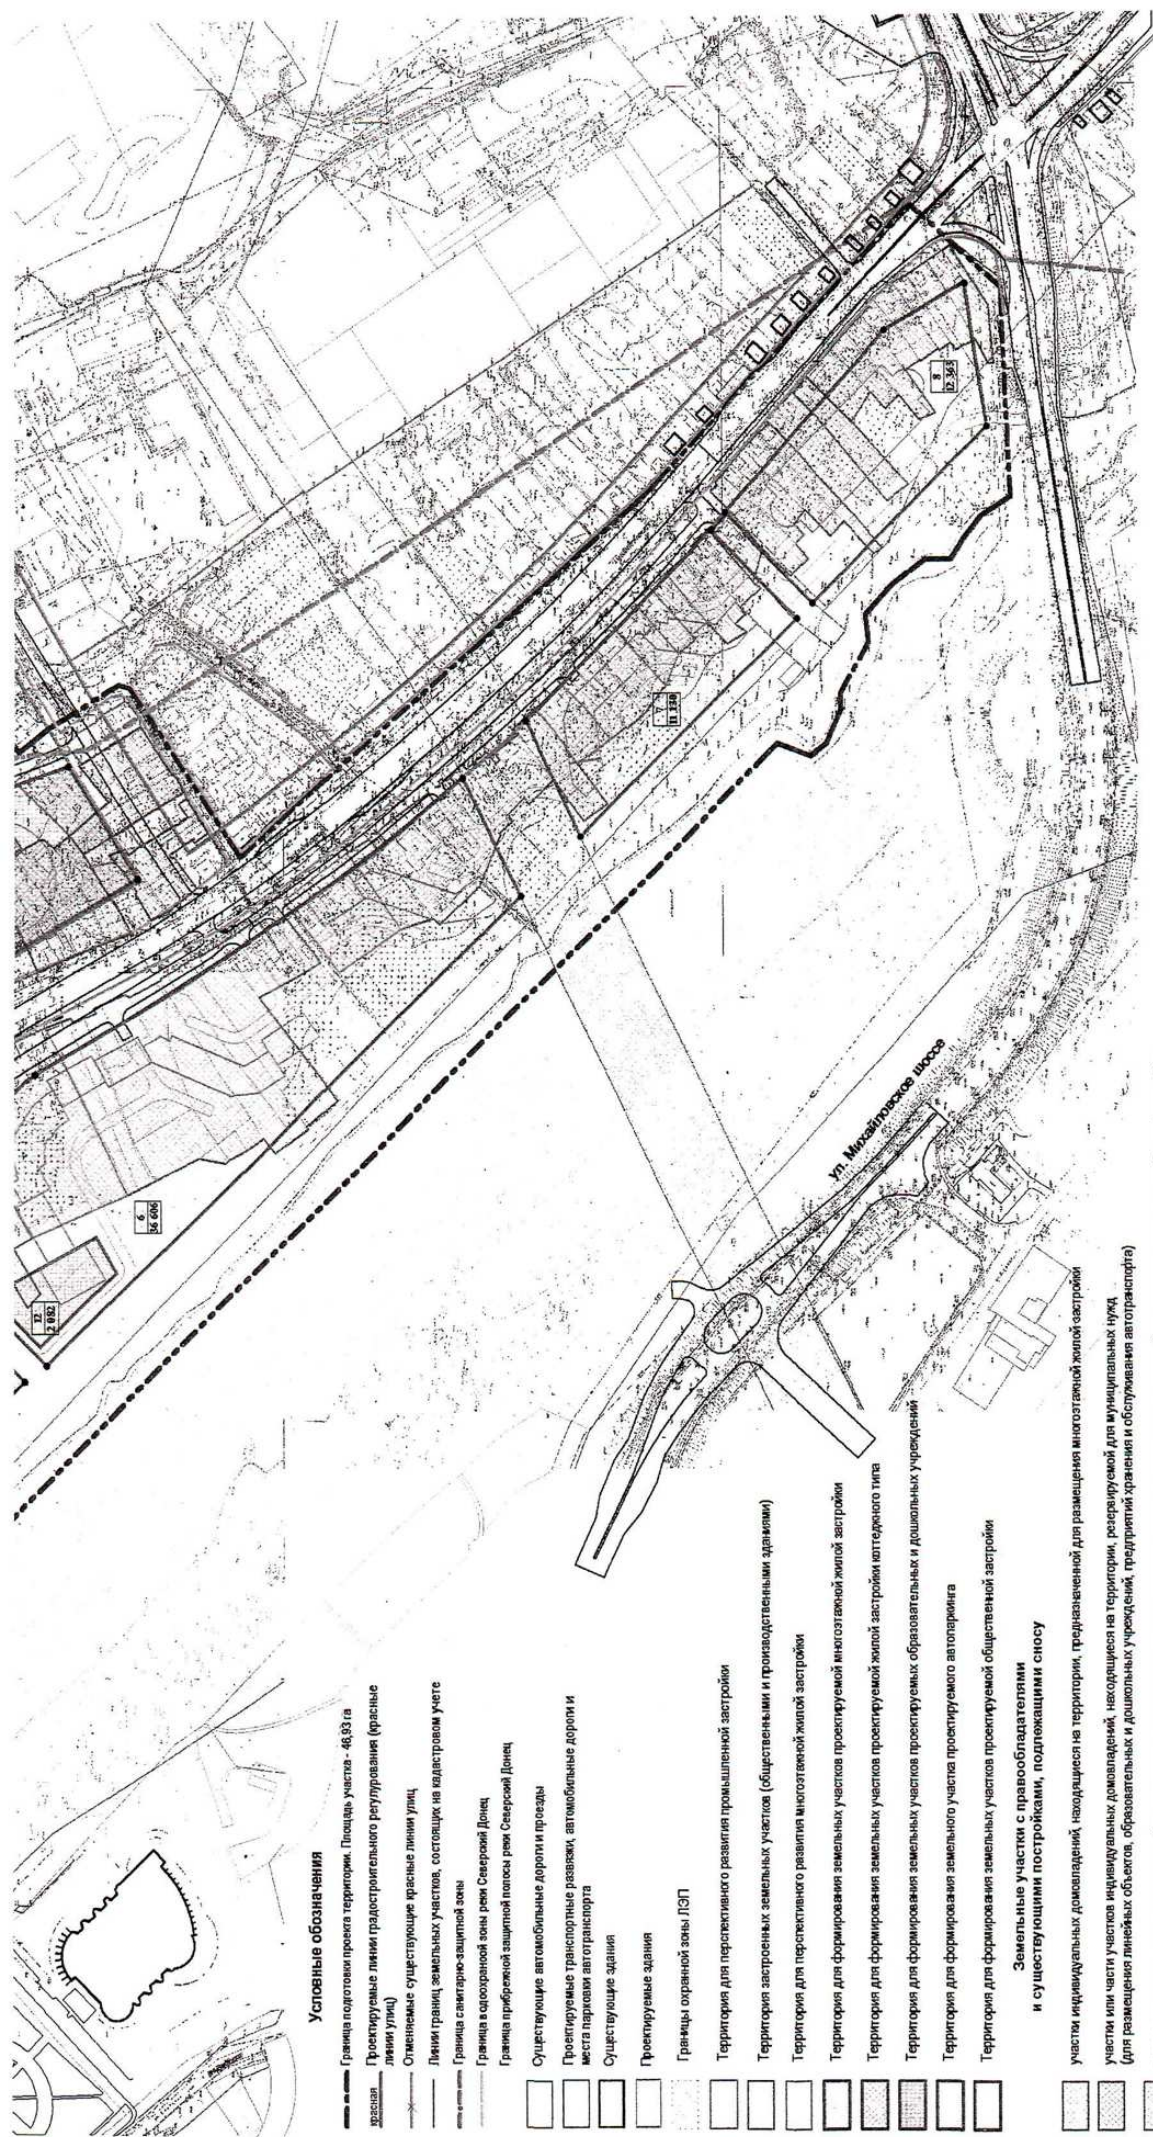 8
12 365
7
11 150
6
36 606
12
2 082
ул. Михайловское шоссе
Условные обозначения
Граница подготовки проекта территории. Площадь участка - 46,93 га
красная
Проектируемые линии градостроительного регулирования (красные
линии улиц)
Отменяемые существующие красные линии улиц
Линии границ земельных участков, состоящих на кадастровом учете
Граница санитарно-защитной зоны
Граница водоохранной зоны реки Северский Донец
Граница прибрежной защитной полосы реки Северский Донец
Существующие автомобильные дороги и проезды
Проектируемые транспортные развязки, автомобильные дороги и
места парковки автотранспорта
Существующие здания
Проектируемые здания
Границы охранной зоны ЛЭП
Территория для перспективного развития промышленной застройки
Территория застроенных земельных участков (общественными и производственными зданиями)
Территория для перспективного развития многоэтажной жилой застройки
Территория для формирования земельных участков проектируемой многоэтажной жилой застройки
Территория для формирования земельных участков проектируемой жилой застройки коттеджного типа
Территория для формирования земельных участков проектируемых образовательных и дошкольных учреждений
Территория для формирования земельного участка проектируемого автопаркинга
Территория для формирования земельных участков проектируемой общественной застройки
Земельные участки с правообладателями
и существующими постройками, подлежащими сносу
участки индивидуальных домовладений, находящиеся на территории, предназначенной для размещения многоэтажной жилой застройки
участки или части участков индивидуальных домовладений, находящиеся на территории, резервируемой для муниципальных нужд
(для размещения линейных объектов, образовательных и дошкольных учреждений, предприятий хранения и обслуживания автотранспорта)